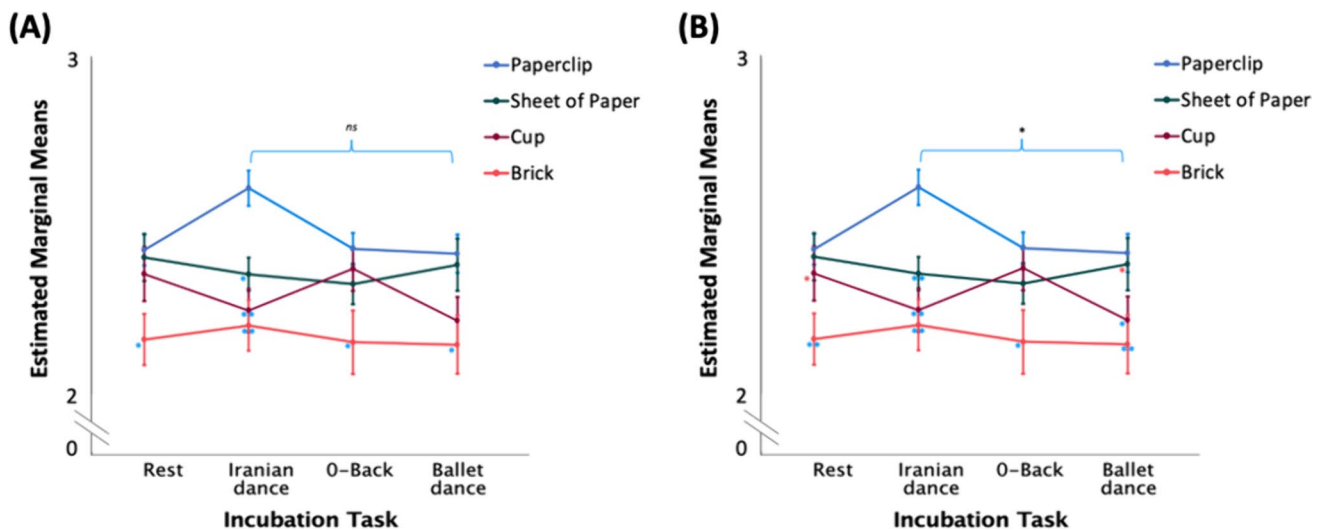 (A)
3
2
0
Estimated Marginal Means
ns
Paperclip
Sheet of Paper
Cup
Brick
Rest
Iranian dance
0-Back
Ballet dance
Incubation Task
(B)
3
2
0
Estimated Marginal Means
*
Paperclip
Sheet of Paper
Cup
Brick
Rest
Iranian dance
0-Back
Ballet dance
Incubation Task